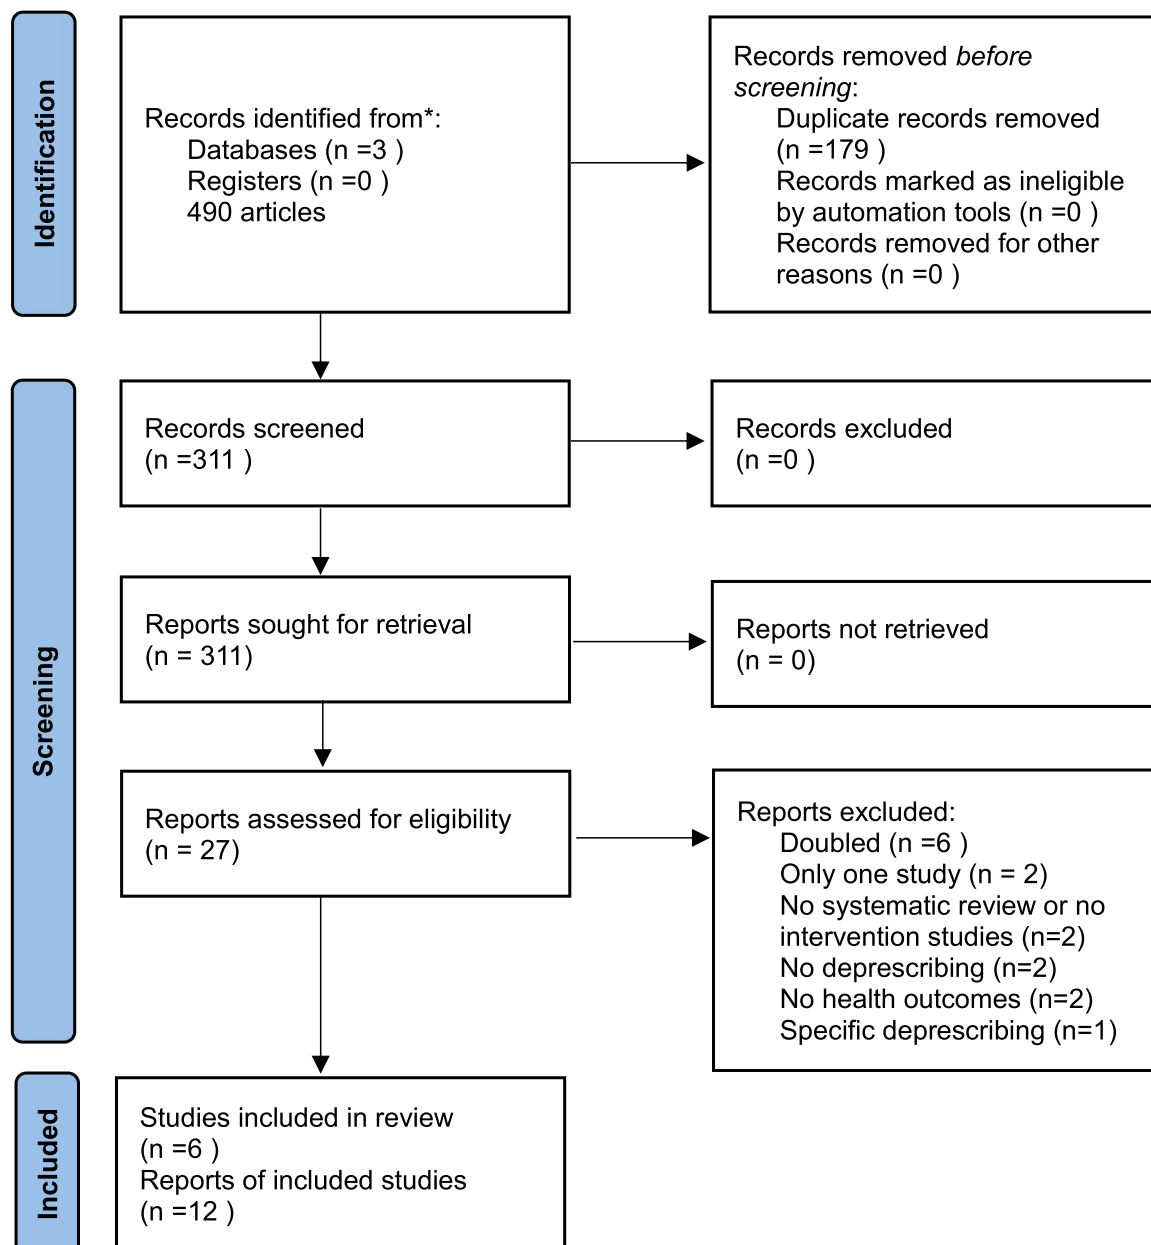 Identification
Records identified from*:
Databases (n =3 )
Registers (n =0 )
490 articles
Records removed before
screening:
Duplicate records removed
(n =179 )
Records marked as ineligible
by automation tools (n =0 )
Records removed for other
reasons (n =0 )
Screening
Records screened
(n =311 )
Records excluded
(n =0 )
Reports sought for retrieval
(n = 311)
Reports not retrieved
(n = 0)
Reports assessed for eligibility
(n = 27)
Reports excluded:
Doubled (n =6 )
Only one study (n = 2)
No systematic review or no
intervention studies (n=2)
No deprescribing (n=2)
No health outcomes (n=2)
Specific deprescribing (n=1)
Included
Studies included in review
(n =6 )
Reports of included studies
(n =12 )